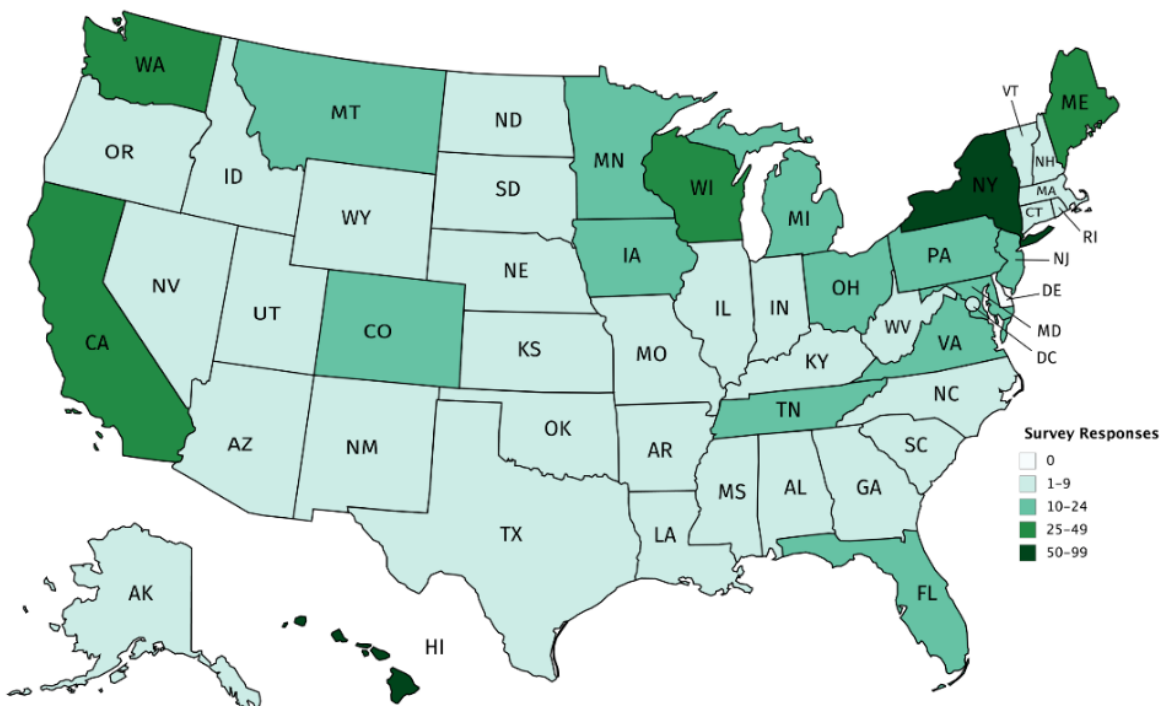 WA
MT
ND
MN
VT
ME
OR
ID
SD
WI
NH
NY
MA
WY
MI
CT
RI
IA
PA
NJ
NE
NV
OH
DE
UT
IL
IN
CO
WV
MD
CA
KS
MO
VA
DC
KY
NC
TN
OK
AZ
NM
AR
SC
MS
AL
GA
TX
LA
Survey Responses
0
1–9
10–24
25–49
50–99
AK
FL
HI